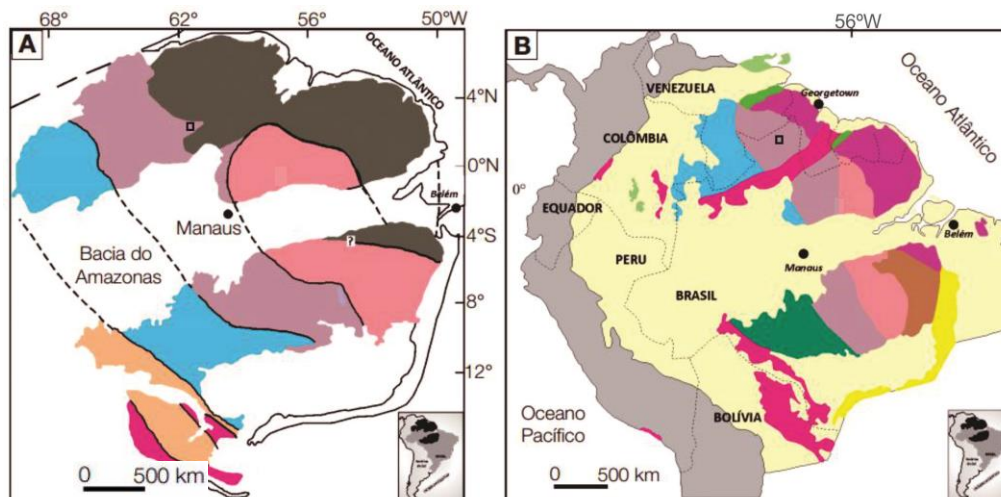 68°
62°
56°
50°W
A
OCEANO ATLÂNTICO
4°N
0°N
Belém
Manaus
4°S
?
Bacia do
Amazonas
8°
12°
0
500 km
56°W
B
Oceano Atlântico
VENEZUELA
Georgetown
COLÔMBIA
0°
EQUADOR
Belém
PERU
Manaus
BRASIL
BOLÍVIA
Oceano
Pacífico
0
500 km